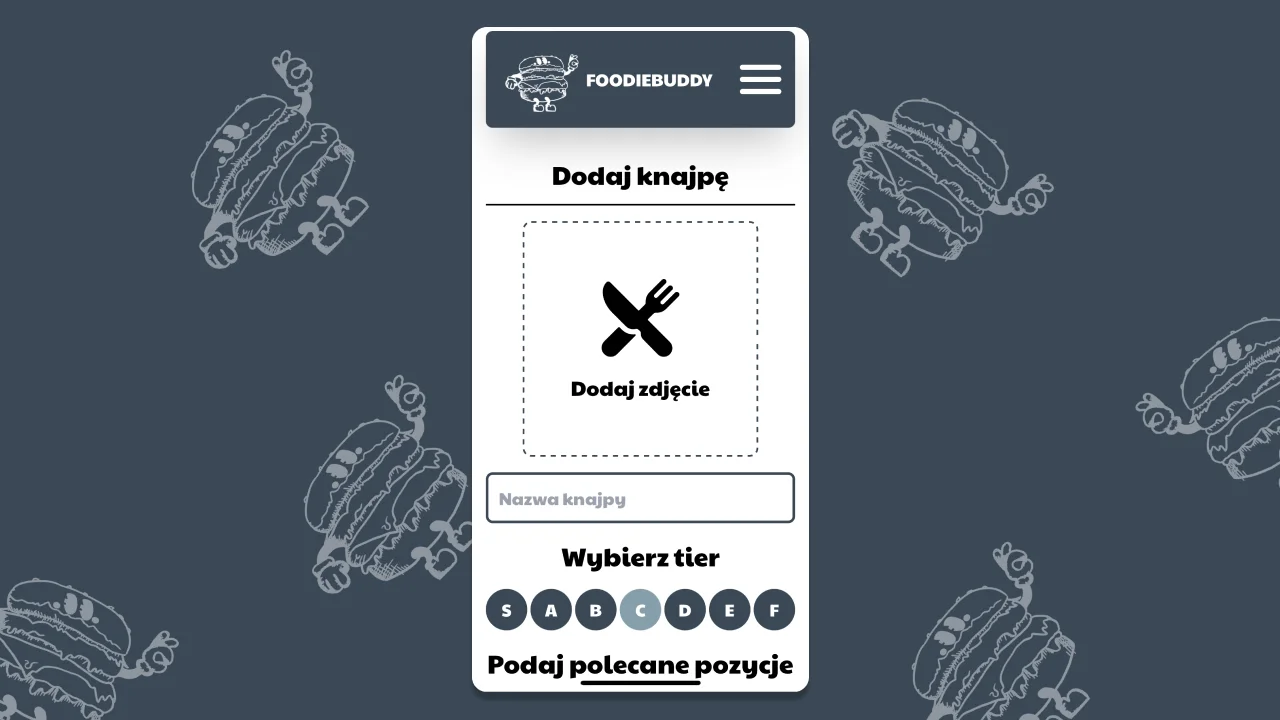 FOODIEBUDDY
Dodaj knajpę
Dodaj zdjęcie
Nazwa knajpy
Wybierz tier
S A B C D E F
Podaj polecane pozycje